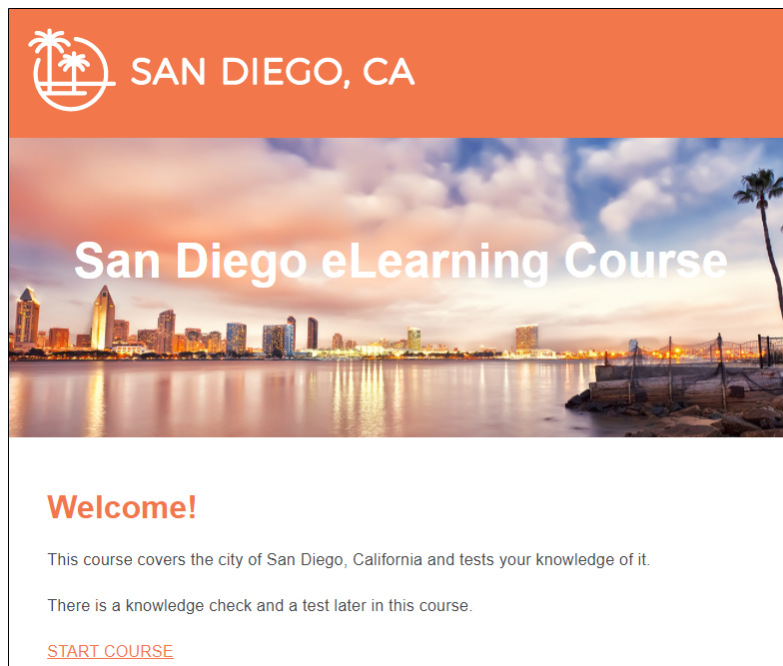 SAN DIEGO, CA
San Diego eLearning Course
Welcome!
This course covers the city of San Diego, California and tests your knowledge of it.
There is a knowledge check and a test later in this course.
START COURSE